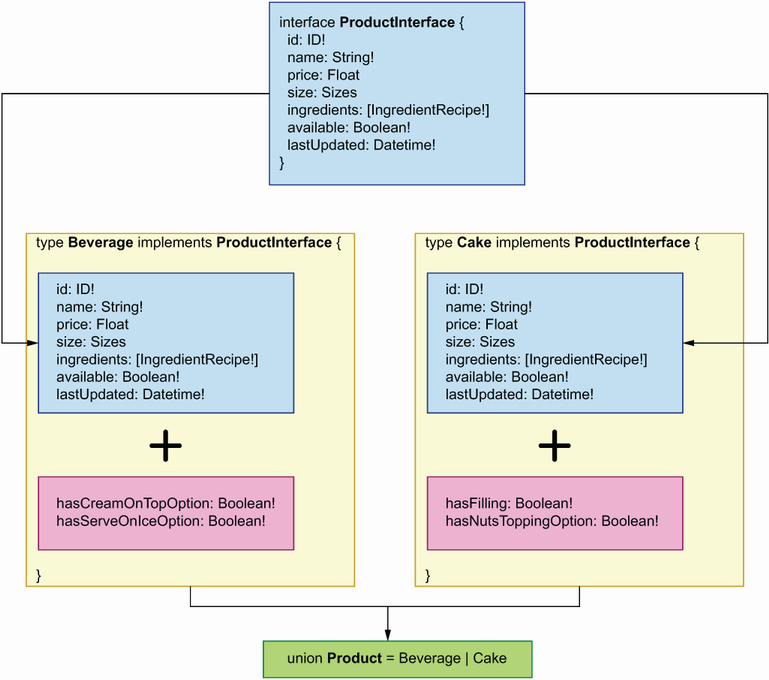 interface ProductInterface {
id: ID!
name: String!
price: Float
size: Sizes
ingredients: [IngredientRecipe!]
available: Boolean!
lastUpdated: Datetime!
}
type Beverage implements ProductInterface {
id: ID!
name: String!
price: Float
size: Sizes
ingredients: [IngredientRecipe!]
available: Boolean!
lastUpdated: Datetime!
+
hasCreamOnTopOption: Boolean!
hasServeOnIceOption: Boolean!
}
type Cake implements ProductInterface {
id: ID!
name: String!
price: Float
size: Sizes
ingredients: [IngredientRecipe!]
available: Boolean!
lastUpdated: Datetime!
+
hasFilling: Boolean!
hasNutsToppingOption: Boolean!
}
union Product = Beverage | Cake